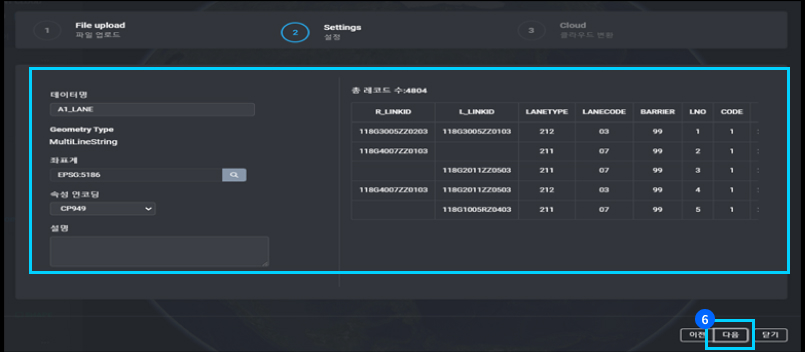 1 File upload 파일 업로드
2 Settings 설정
3 Cloud 클라우드 변환
데이터명
A1_LANE
Geometry Type
MultiLineString
좌표계
EPSG:5186
속성 인코딩
CP949
설명
총 레코드 수:4804
R_LINKID L_LINKID LANETYPE LANECODE BARRIER LNO CODE
118G3005ZZ0203 118G3005ZZ0103 212 03 99 1 1
118G4007ZZ0103 211 07 99 2 1
118G2011ZZ0503 211 07 99 3 1
118G4007ZZ0103 118G2011ZZ0503 212 03 99 4 1
118G1005RZ0403 211 07 99 5 1
6
이전 다음 닫기